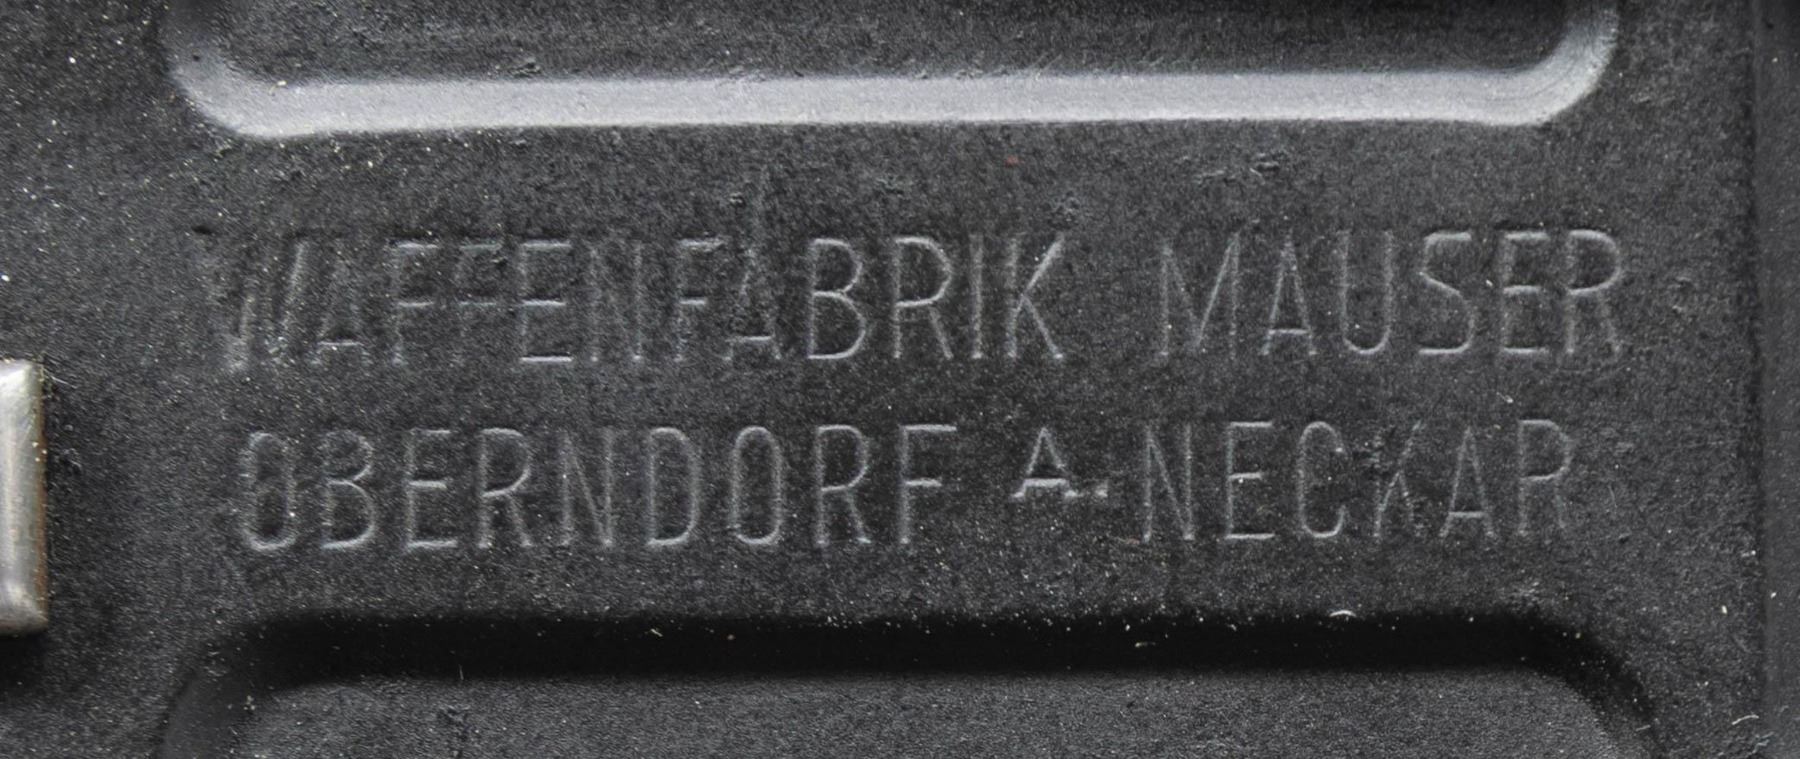 WAFFENFABRIK MAUSER
OBERNDORF A. NECKAR